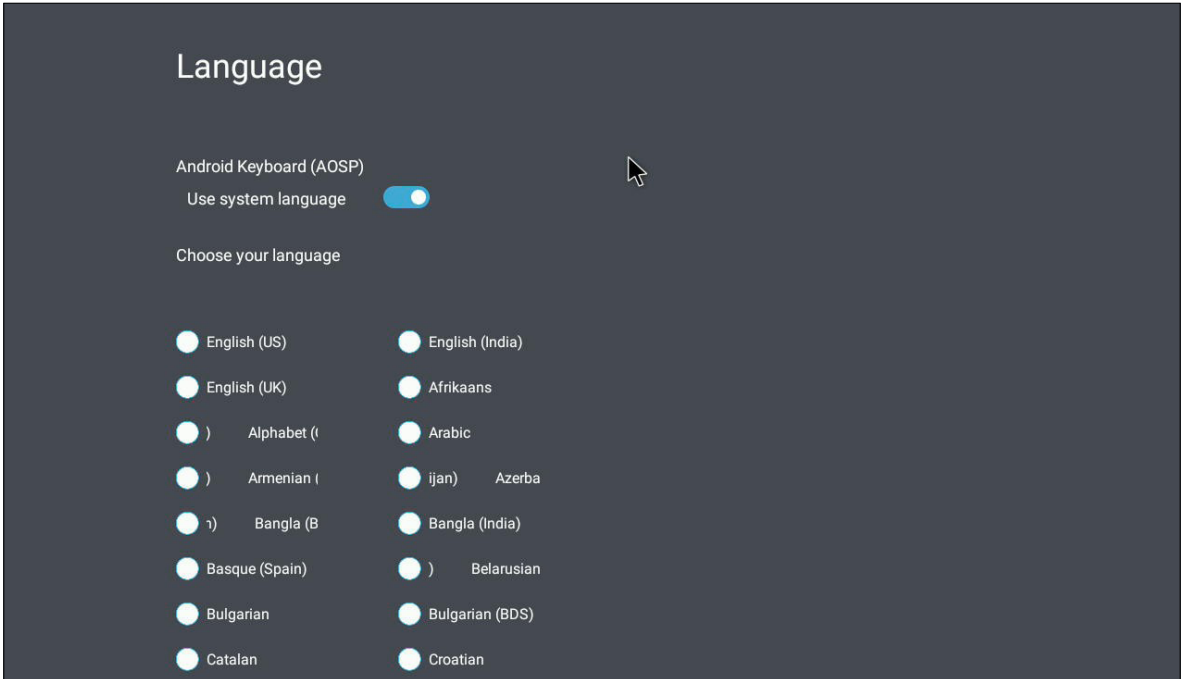 Language
Android Keyboard (AOSP)
Use system language
Choose your language
English (US) English (India)
English (UK) Afrikaans
) Alphabet ( Arabic
) Armenian ( ijan) Azerba
) Bangla (B Bangla (India)
Basque (Spain) ) Belarusian
Bulgarian Bulgarian (BDS)
Catalan Croatian